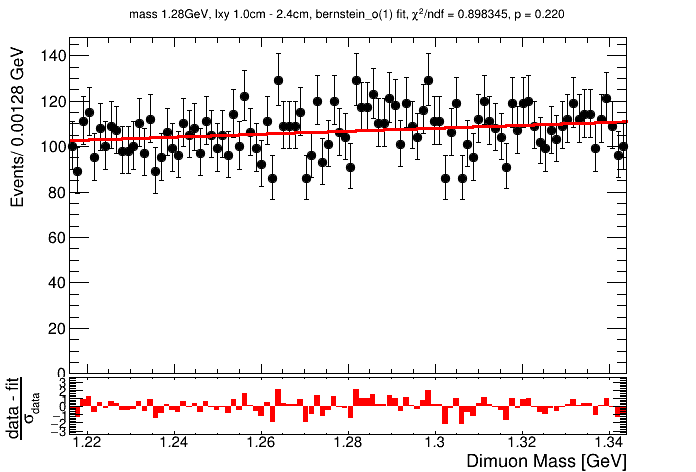 mass 1.28GeV, lxy 1.0cm - 2.4cm, bernstein_o(1) fit, χ²/ndf = 0.898345, p = 0.220
Events/ 0.00128 GeV
140
120
100
80
60
40
20
0
data - fit
σdata
3
2
1
0
−1
−2
−3
1.22 1.24 1.26 1.28 1.3 1.32 1.34
Dimuon Mass [GeV]